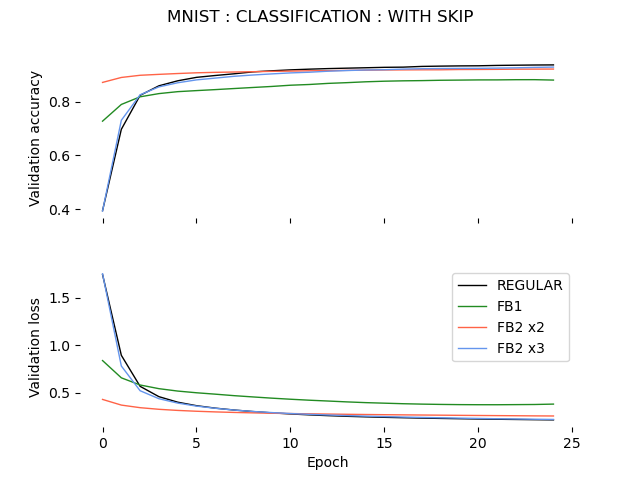 MNIST : CLASSIFICATION : WITH SKIP
Validation accuracy
0.8
0.6
0.4
Validation loss
1.5
1.0
0.5
REGULAR
FB1
FB2 x2
FB2 x3
0 5 10 15 20 25
Epoch